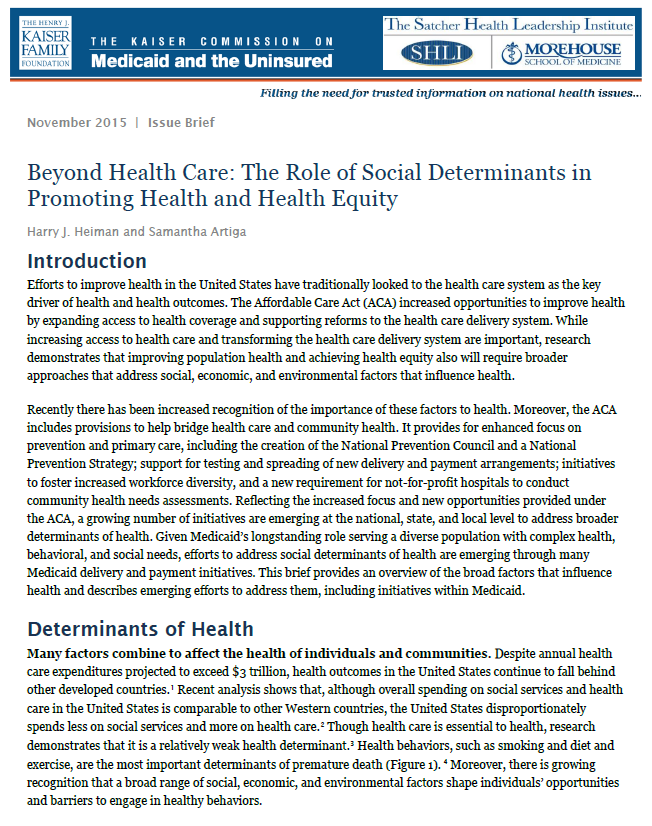 THE HENRY J.
KAISER
FAMILY
FOUNDATION
THE KAISER COMMISSION ON
Medicaid and the Uninsured
The Satcher Health Leadership Institute
SHLI
MOREHOUSE
SCHOOL OF MEDICINE
Filling the need for trusted information on national health issues...
November 2015 | Issue Brief
Beyond Health Care: The Role of Social Determinants in
Promoting Health and Health Equity
Harry J. Heiman and Samantha Artiga
Introduction
Efforts to improve health in the United States have traditionally looked to the health care system as the key
driver of health and health outcomes. The Affordable Care Act (ACA) increased opportunities to improve health
by expanding access to health coverage and supporting reforms to the health care delivery system. While
increasing access to health care and transforming the health care delivery system are important, research
demonstrates that improving population health and achieving health equity also will require broader
approaches that address social, economic, and environmental factors that influence health.
Recently there has been increased recognition of the importance of these factors to health. Moreover, the ACA
includes provisions to help bridge health care and community health. It provides for enhanced focus on
prevention and primary care, including the creation of the National Prevention Council and a National
Prevention Strategy; support for testing and spreading of new delivery and payment arrangements; initiatives
to foster increased workforce diversity, and a new requirement for not-for-profit hospitals to conduct
community health needs assessments. Reflecting the increased focus and new opportunities provided under
the ACA, a growing number of initiatives are emerging at the national, state, and local level to address broader
determinants of health. Given Medicaid's longstanding role serving a diverse population with complex health,
behavioral, and social needs, efforts to address social determinants of health are emerging through many
Medicaid delivery and payment initiatives. This brief provides an overview of the broad factors that influence
health and describes emerging efforts to address them, including initiatives within Medicaid.
Determinants of Health
Many factors combine to affect the health of individuals and communities. Despite annual health
care expenditures projected to exceed $3 trillion, health outcomes in the United States continue to fall behind
other developed countries.¹ Recent analysis shows that, although overall spending on social services and health
care in the United States is comparable to other Western countries, the United States disproportionately
spends less on social services and more on health care.² Though health care is essential to health, research
demonstrates that it is a relatively weak health determinant.³ Health behaviors, such as smoking and diet and
exercise, are the most important determinants of premature death (Figure 1). ⁴ Moreover, there is growing
recognition that a broad range of social, economic, and environmental factors shape individuals' opportunities
and barriers to engage in healthy behaviors.